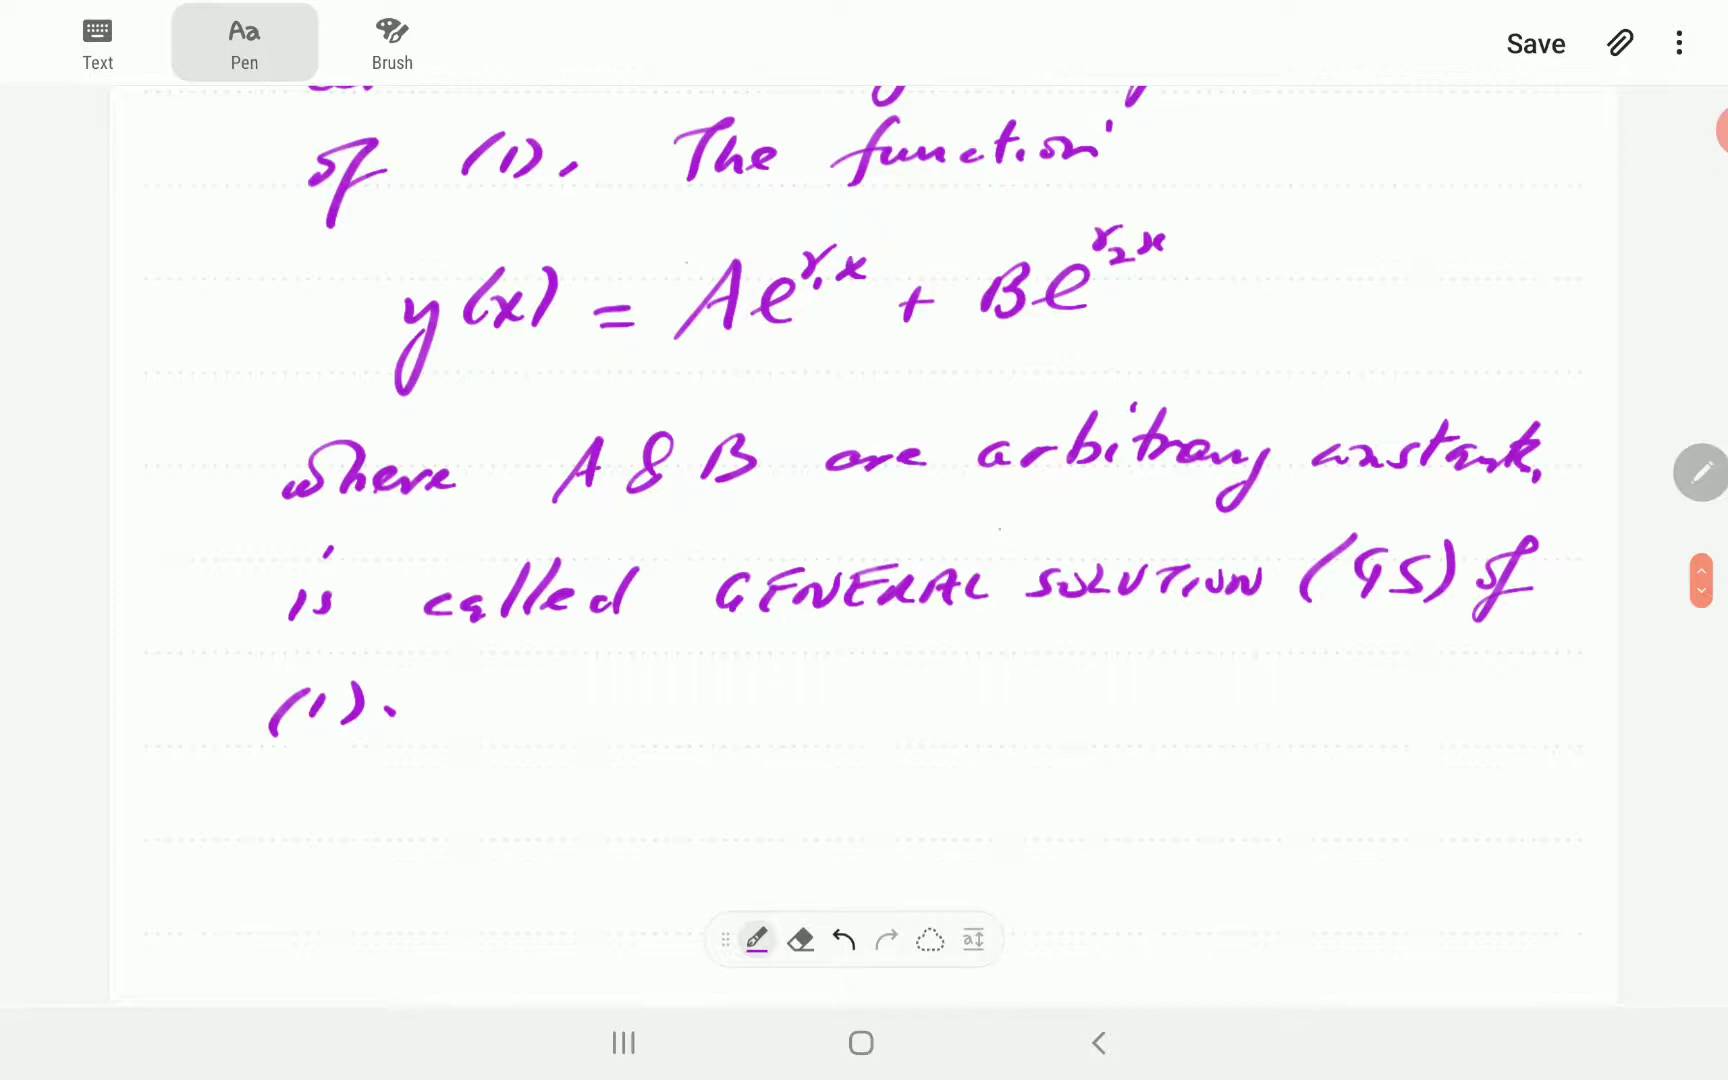 Text
Aa
Pen
Brush
Save
of (1). The function
y(x) = Ae^{r₁x} + Be^{r₂x}
where A & B are arbitrary constants,
is called GENERAL SOLUTION (GS) of
(1).